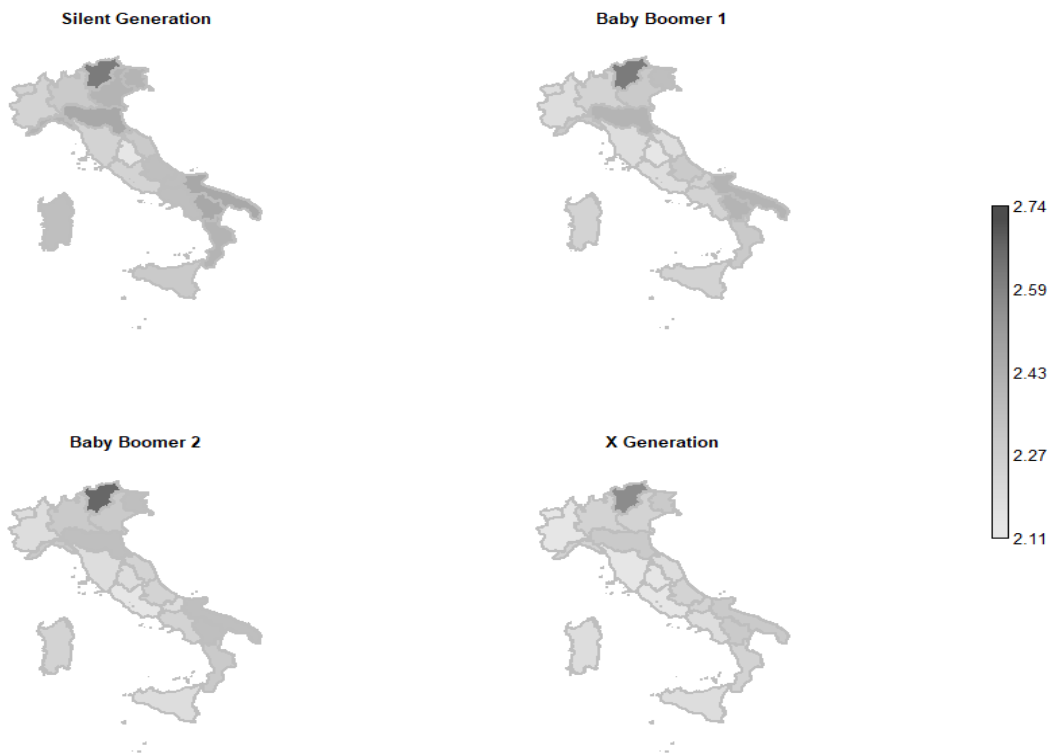 Silent Generation
Baby Boomer 1
2.74
2.59
2.43
2.27
2.11
Baby Boomer 2
X Generation